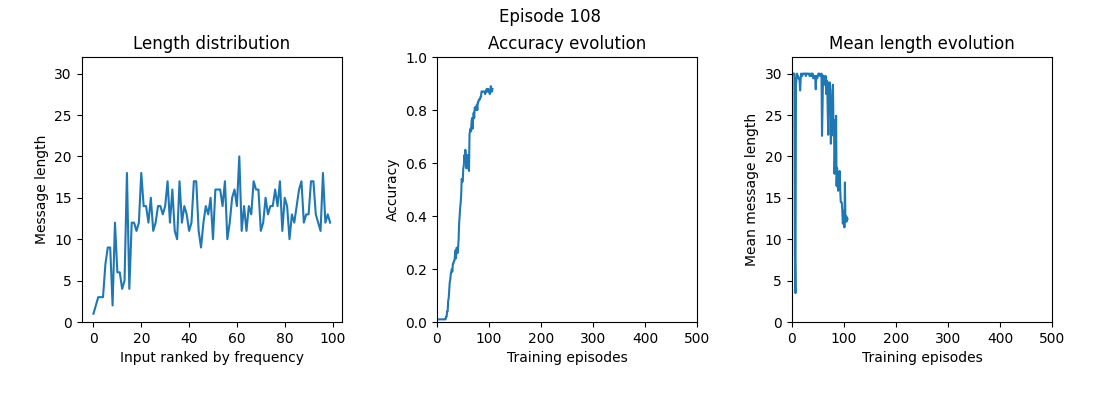 Episode 108
Length distribution
30
25
20
15
10
5
0
0 20 40 60 80 100
Message length
Input ranked by frequency
Accuracy evolution
1.0
0.8
0.6
0.4
0.2
0.0
0 100 200 300 400 500
Accuracy
Training episodes
Mean length evolution
30
25
20
15
10
5
0
0 100 200 300 400 500
Mean message length
Training episodes